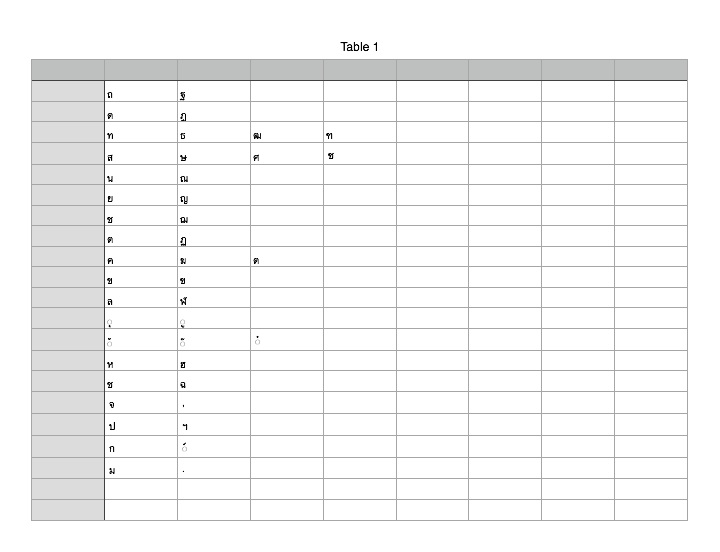 Table 1
ถ ฐ
ด ฎ
ท ธ ฒ ฑ
ส ษ ศ ซ
น ณ
ย ญ
ช ฌ
ต ฏ
ค ฆ ฅ
ข ฃ
ล ฬ
ห ฮ
ช ฉ
จ .
ป ฯ
ก ์
ม .